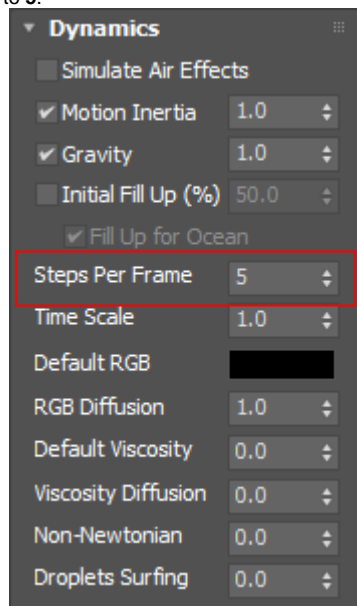 to 5.
Dynamics
Simulate Air Effects
Motion Inertia 1.0
Gravity 1.0
Initial Fill Up (%) 50.0
Fill Up for Ocean
Steps Per Frame 5
Time Scale 1.0
Default RGB
RGB Diffusion 1.0
Default Viscosity 0.0
Viscosity Diffusion 0.0
Non-Newtonian 0.0
Droplets Surfing 0.0